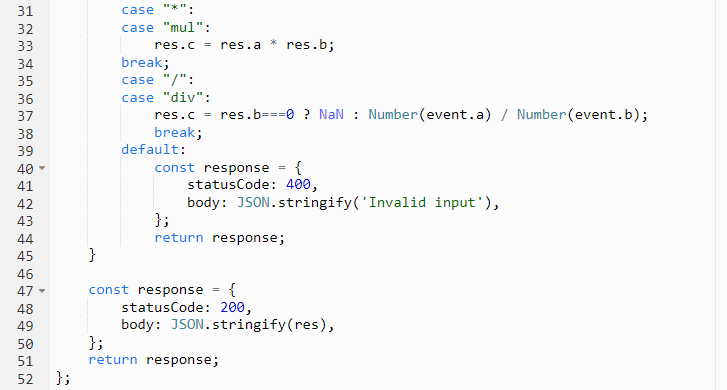 31 case "*":
32 case "mul":
33 res.c = res.a * res.b;
34 break;
35 case "/":
36 case "div":
37 res.c = res.b===0 ? NaN : Number(event.a) / Number(event.b);
38 break;
39 default:
40 const response = {
41 statusCode: 400,
42 body: JSON.stringify('Invalid input'),
43 };
44 return response;
45 }
46
47 const response = {
48 statusCode: 200,
49 body: JSON.stringify(res),
50 };
51 return response;
52 };